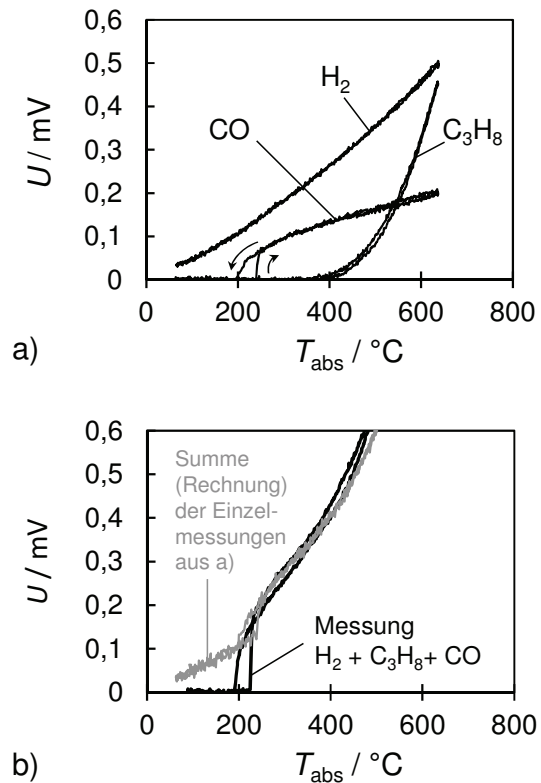 0,6
0,5
0,4
0,3
0,2
0,1
0
U / mV
H2
CO
C3H8
0 200 400 600 800
Tabs / °C
a)
0,6
0,5
0,4
0,3
0,2
0,1
0
U / mV
Summe
(Rechnung)
der Einzel-
messungen
aus a)
Messung
H2 + C3H8+ CO
0 200 400 600 800
Tabs / °C
b)